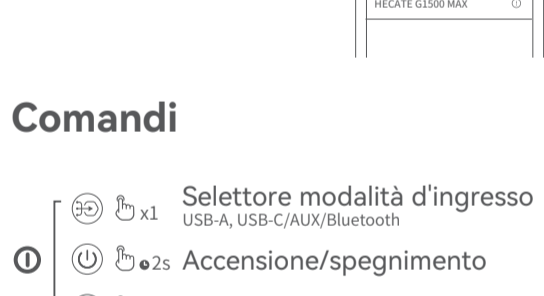 HECATE G1500 MAX
Comandi
x1 Selettore modalità d'ingresso
USB-A, USB-C/AUX/Bluetooth
2s Accensione/spegnimento